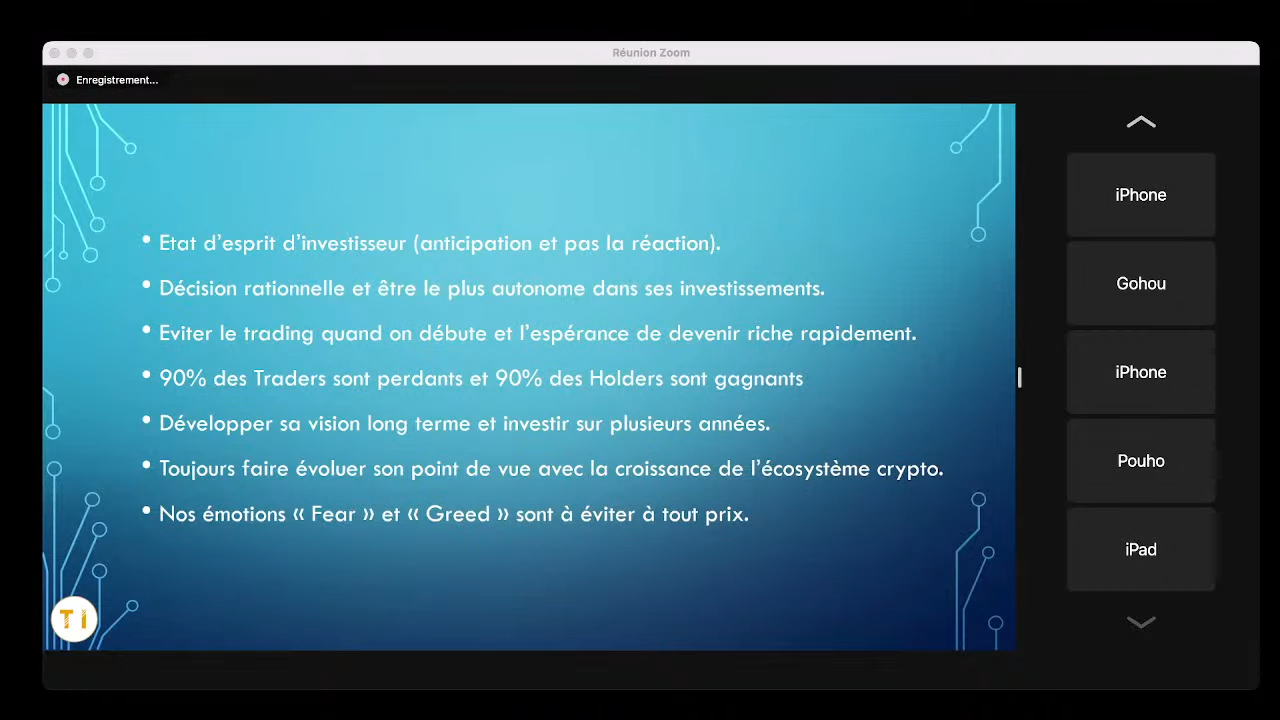 Réunion Zoom
Enregistrement...
• Etat d’esprit d’investisseur (anticipation et pas la réaction).
• Décision rationnelle et être le plus autonome dans ses investissements.
• Eviter le trading quand on débute et l’espérance de devenir riche rapidement.
• 90% des Traders sont perdants et 90% des Holders sont gagnants
• Développer sa vision long terme et investir sur plusieurs années.
• Toujours faire évoluer son point de vue avec la croissance de l’écosystème crypto.
• Nos émotions « Fear » et « Greed » sont à éviter à tout prix.
TI
iPhone
Gohou
iPhone
Pouho
iPad